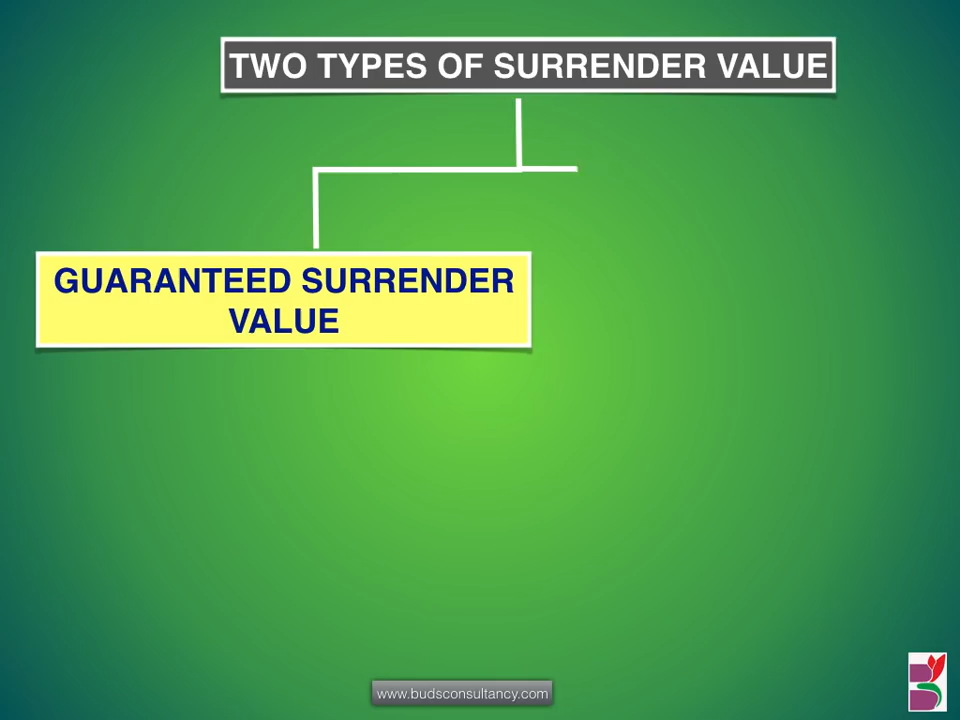 TWO TYPES OF SURRENDER VALUE
GUARANTEED SURRENDER
VALUE
www.budsconsultancy.com